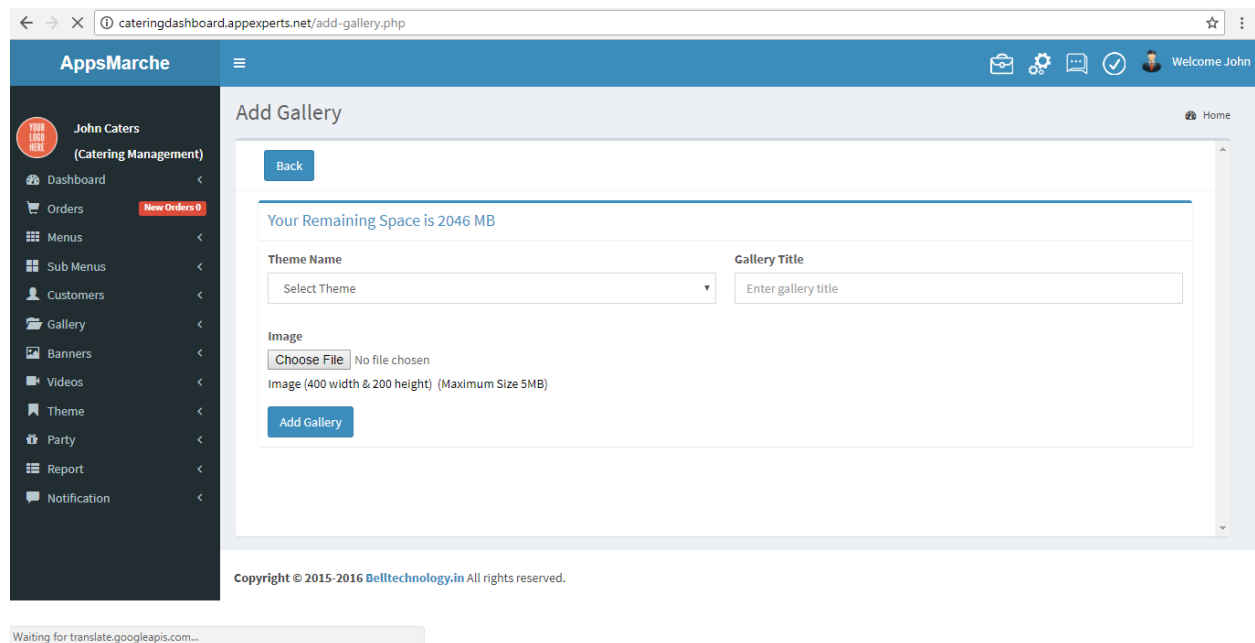 cateringdashboard.appexperts.net/add-gallery.php
AppsMarche
Welcome John
YOUR
LOGO
HERE
John Caters
(Catering Management)
Dashboard
Orders New Orders 0
Menus
Sub Menus
Customers
Gallery
Banners
Videos
Theme
Party
Report
Notification
Add Gallery
Home
Back
Your Remaining Space is 2046 MB
Theme Name
Select Theme
Gallery Title
Enter gallery title
Image
Choose File No file chosen
Image (400 width & 200 height) (Maximum Size 5MB)
Add Gallery
Copyright © 2015-2016 Belltechnology.in All rights reserved.
Waiting for translate.googleapis.com...